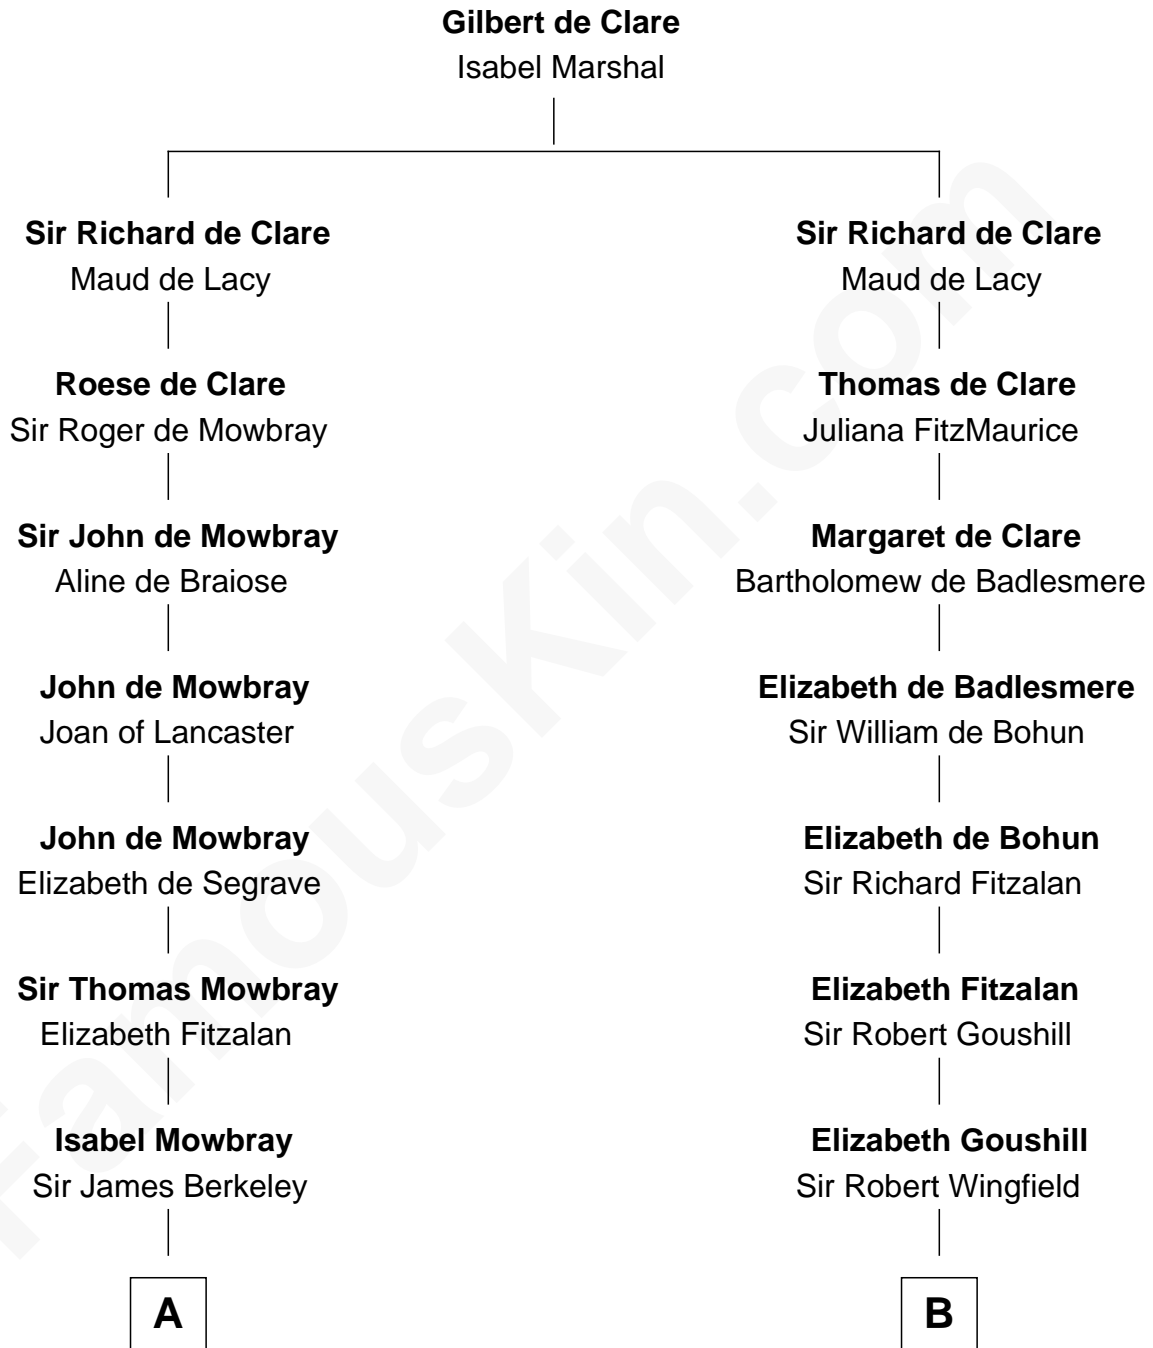 Gilbert de Clare
Isabel Marshal
Sir Richard de Clare
Maud de Lacy
Roese de Clare
Sir Roger de Mowbray
Sir John de Mowbray
Aline de Braiose
John de Mowbray
Joan of Lancaster
John de Mowbray
Elizabeth de Segrave
Sir Thomas Mowbray
Elizabeth Fitzalan
Isabel Mowbray
Sir James Berkeley
A
Sir Richard de Clare
Maud de Lacy
Thomas de Clare
Juliana FitzMaurice
Margaret de Clare
Bartholomew de Badlesmere
Elizabeth de Badlesmere
Sir William de Bohun
Elizabeth de Bohun
Sir Richard Fitzalan
Elizabeth Fitzalan
Sir Robert Goushill
Elizabeth Goushill
Sir Robert Wingfield
B
FamousKin.com